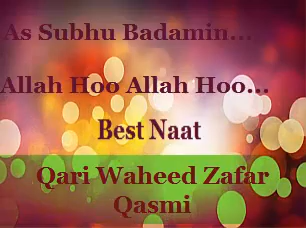 As Subhu Badamin...
Allah Hoo Allah Hoo...
Best Naat
Qari Waheed Zafar
Qasmi